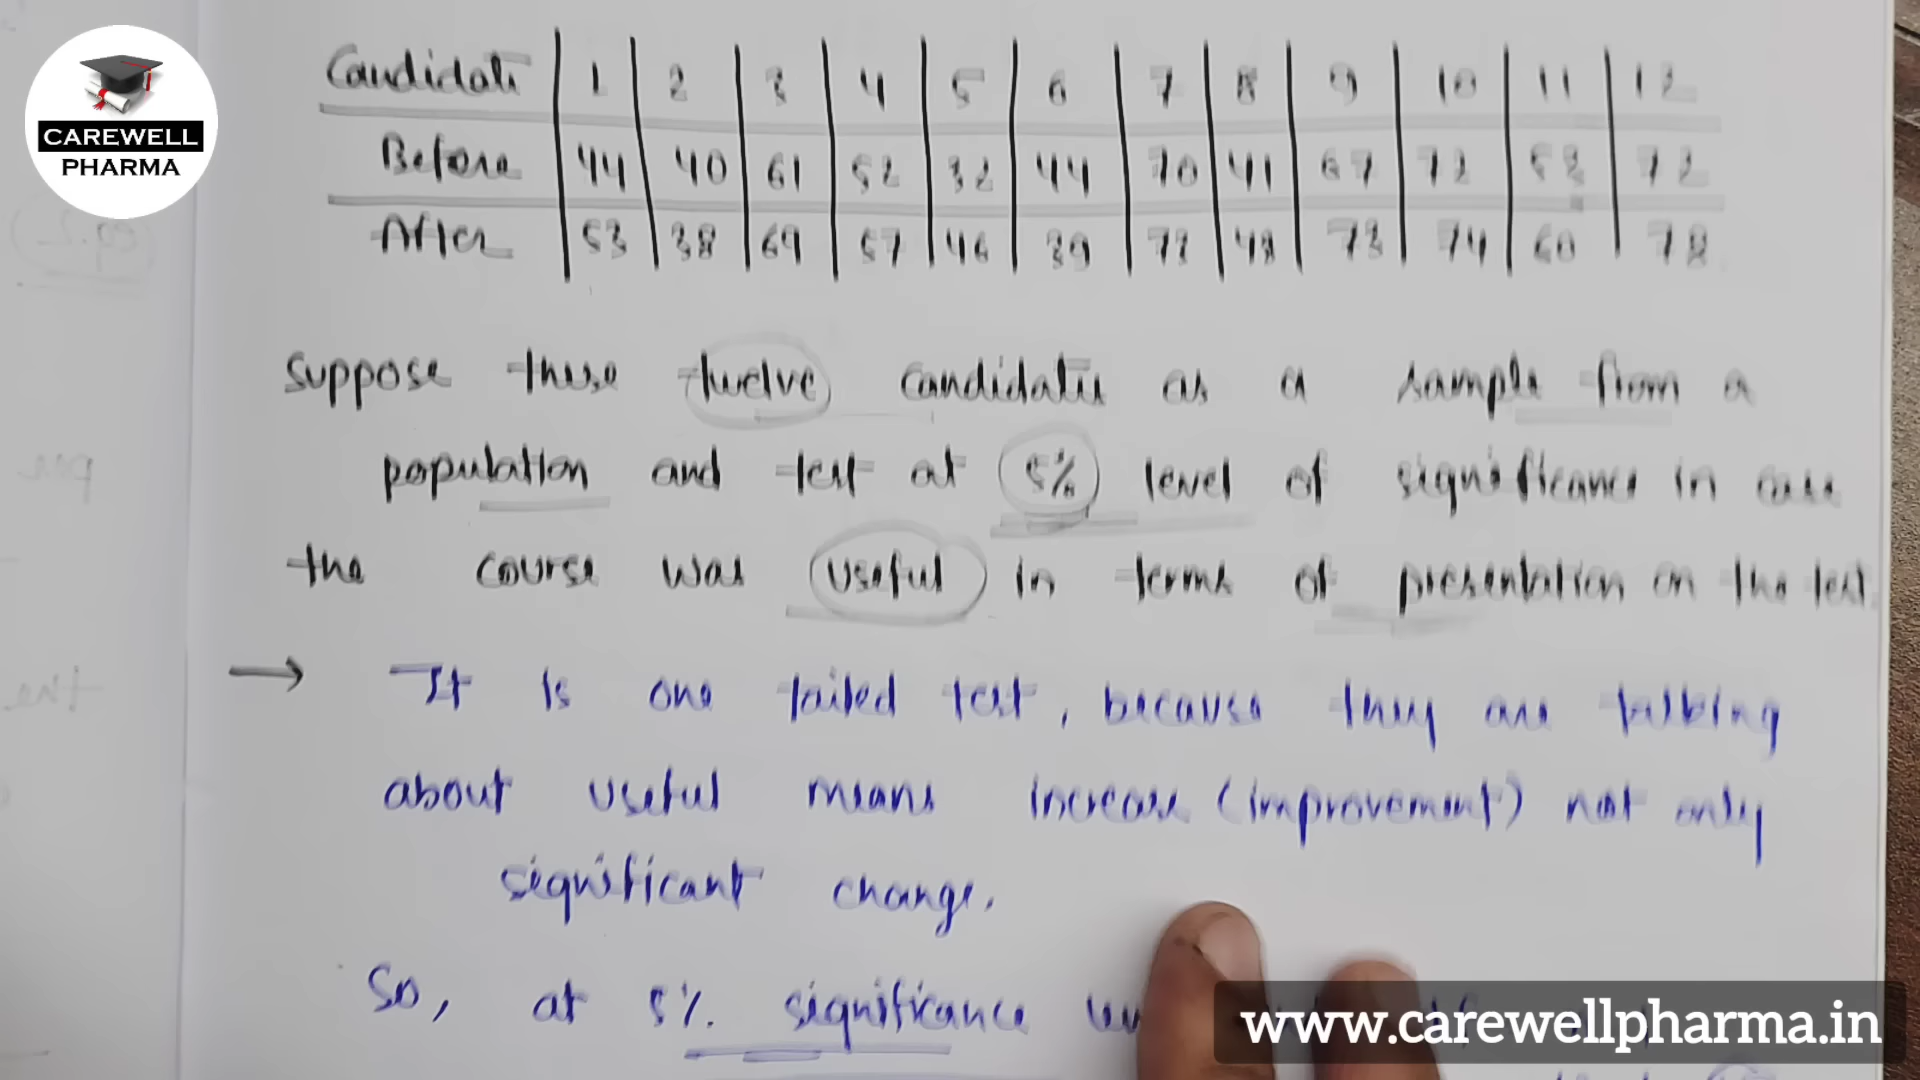 CAREWELL
PHARMA
Candidate 1 2 3 4 5 6 7 8 9 10 11 12
Before 44 40 61 52 32 44 70 41 67 72 53 72
After 53 38 69 57 46 39 73 48 73 74 60 78
suppose these twelve candidates as a sample from a
population and test at 5% level of significance in case
the course was useful in terms of presentation on the test.
→ It is one tailed test, because they are talking
about useful means increase (improvement) not only
significant change.
So, at 5% significance
www.carewellpharma.in